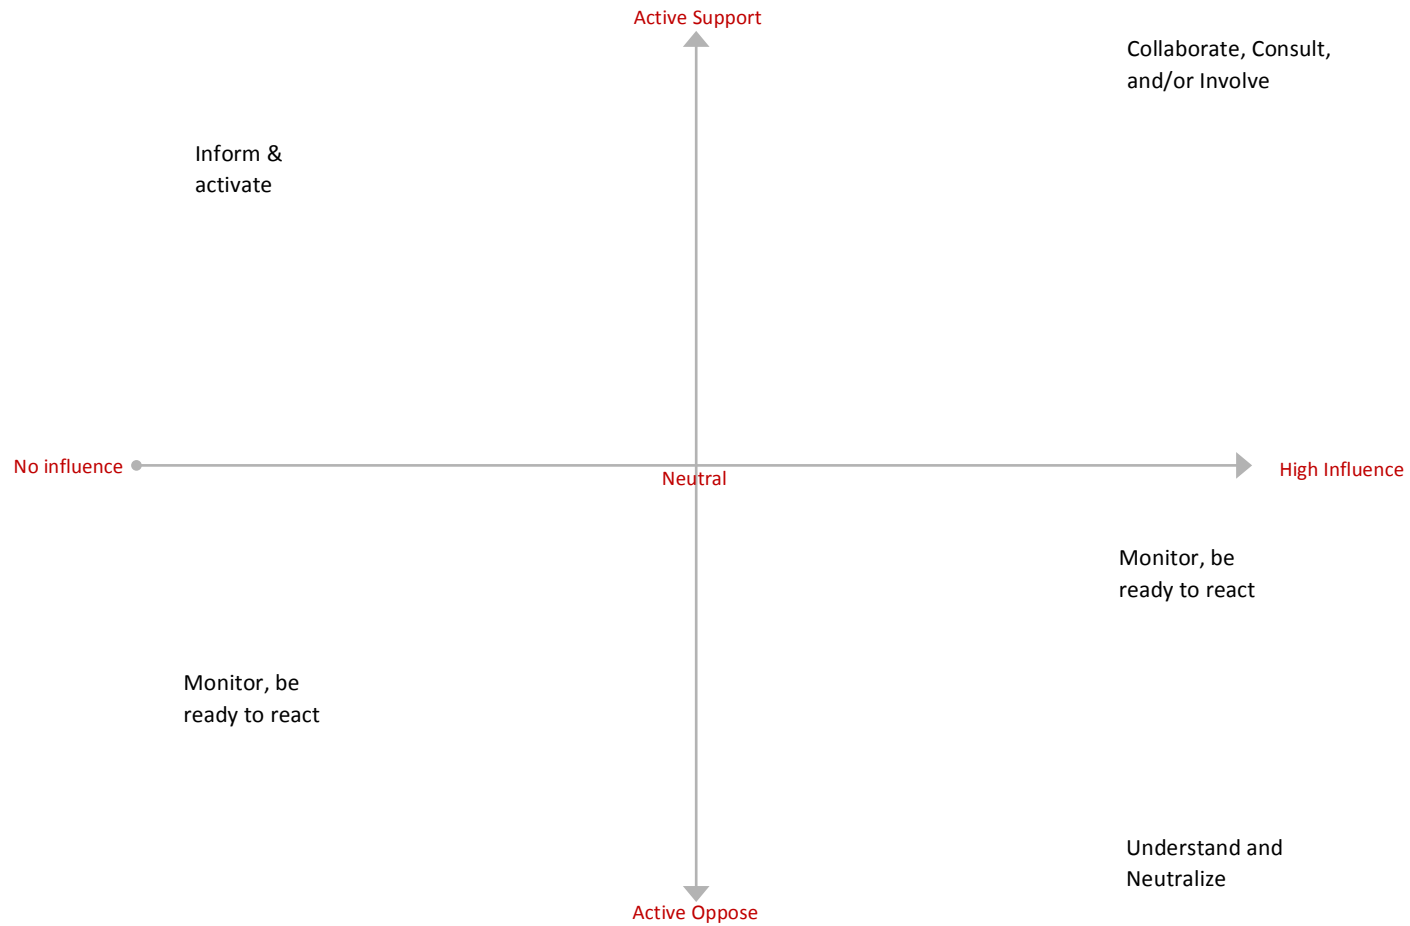 Active Support
Collaborate, Consult,
and/or Involve
Inform &
activate
No influence
Neutral
High Influence
Monitor, be
ready to react
Monitor, be
ready to react
Understand and
Neutralize
Active Oppose